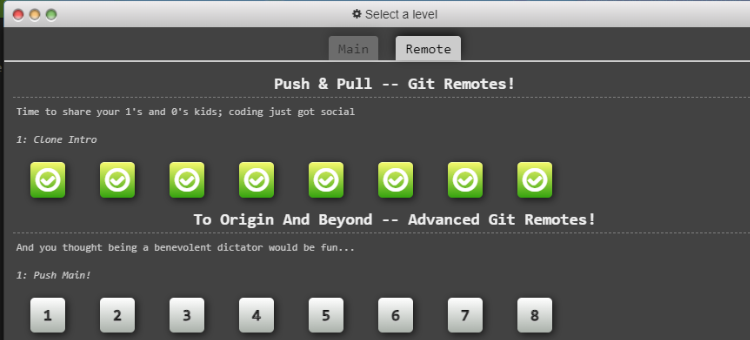 Select a level
Main Remote
Push & Pull -- Git Remotes!
Time to share your 1's and 0's kids; coding just got social
1: Clone Intro
To Origin And Beyond -- Advanced Git Remotes!
And you thought being a benevolent dictator would be fun...
1: Push Main!
1 2 3 4 5 6 7 8